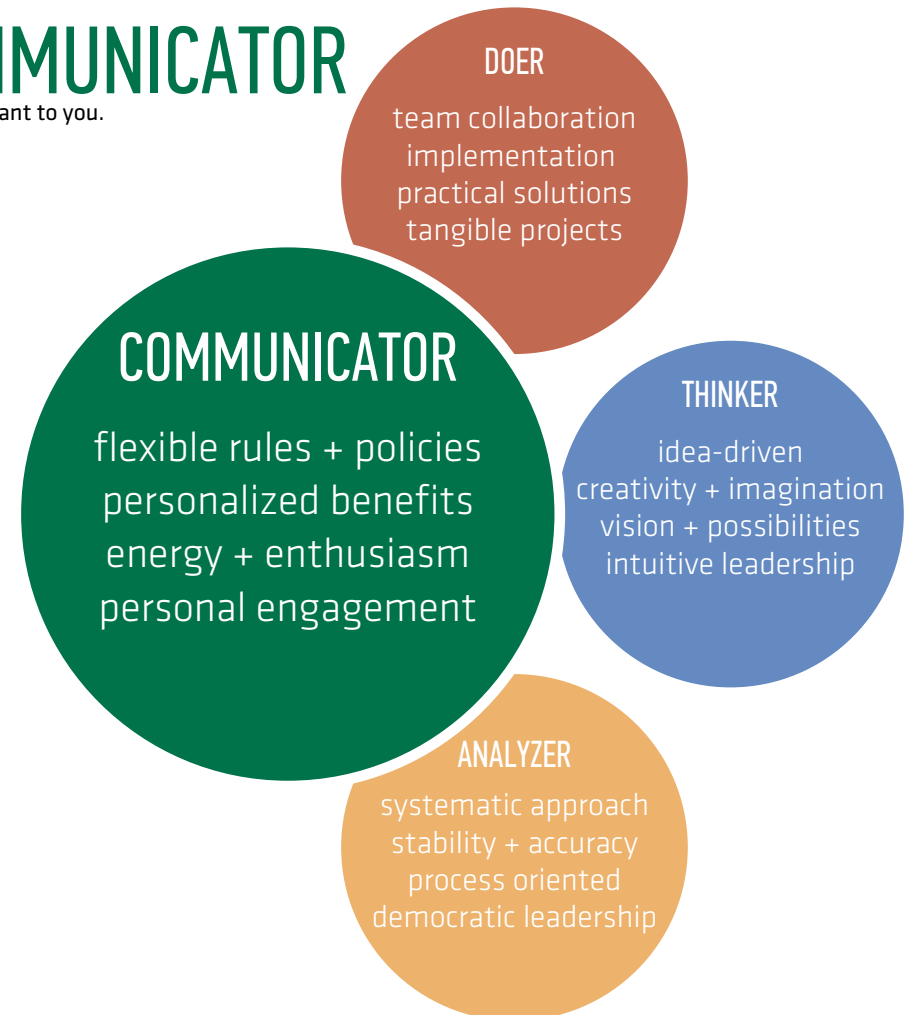 MMUNICATOR
ant to you.
DOER
team collaboration
implementation
practical solutions
tangible projects
COMMUNICATOR
flexible rules + policies
personalized benefits
energy + enthusiasm
personal engagement
THINKER
idea-driven
creativity + imagination
vision + possibilities
intuitive leadership
ANALYZER
systematic approach
stability + accuracy
process oriented
democratic leadership